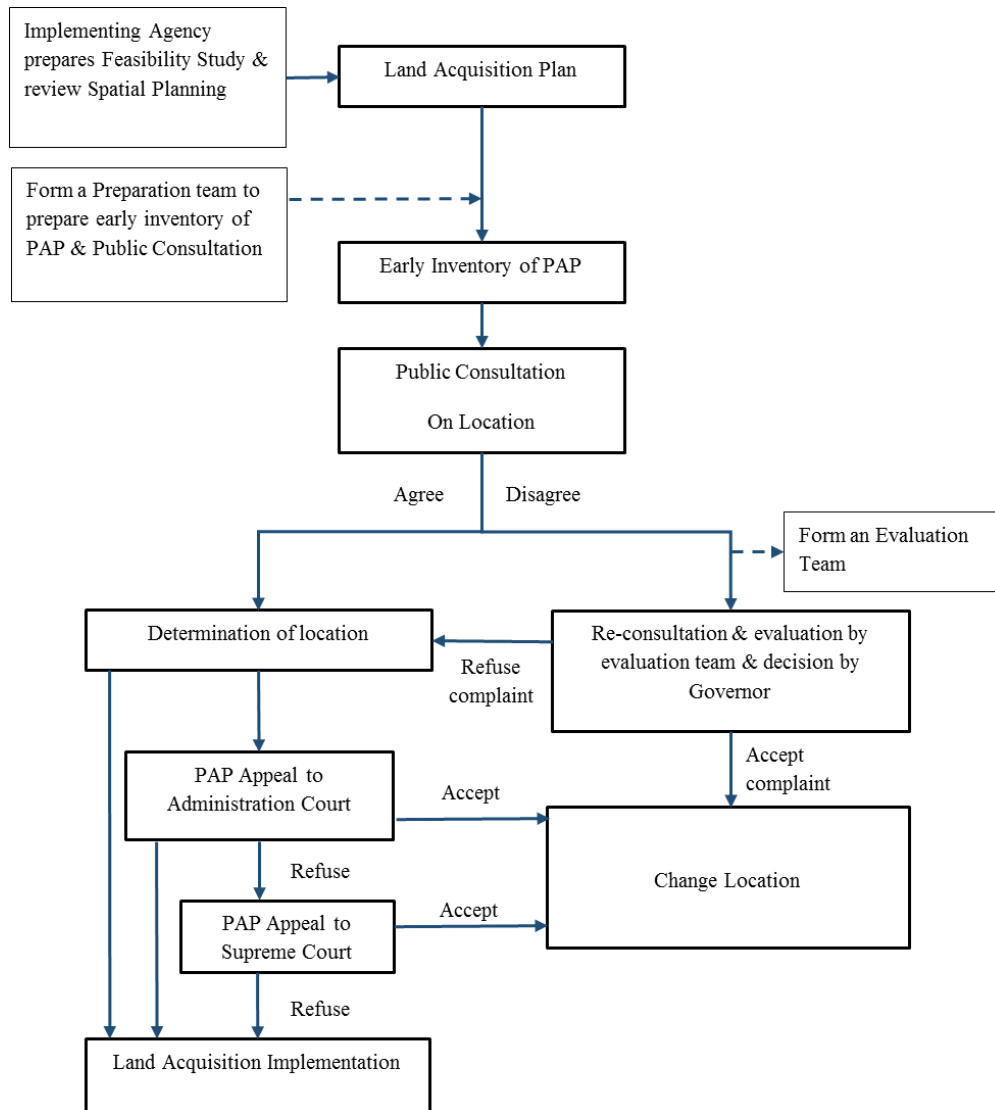 Implementing Agency
prepares Feasibility Study &
review Spatial Planning
Land Acquisition Plan
Form a Preparation team to
prepare early inventory of
PAP & Public Consultation
Early Inventory of PAP
Public Consultation
On Location
Agree
Disagree
Form an Evaluation
Team
Determination of location
Re-consultation & evaluation by
evaluation team & decision by
Governor
Refuse
complaint
Accept
complaint
PAP Appeal to
Administration Court
Accept
Change Location
Refuse
PAP Appeal to
Supreme Court
Accept
Refuse
Land Acquisition Implementation